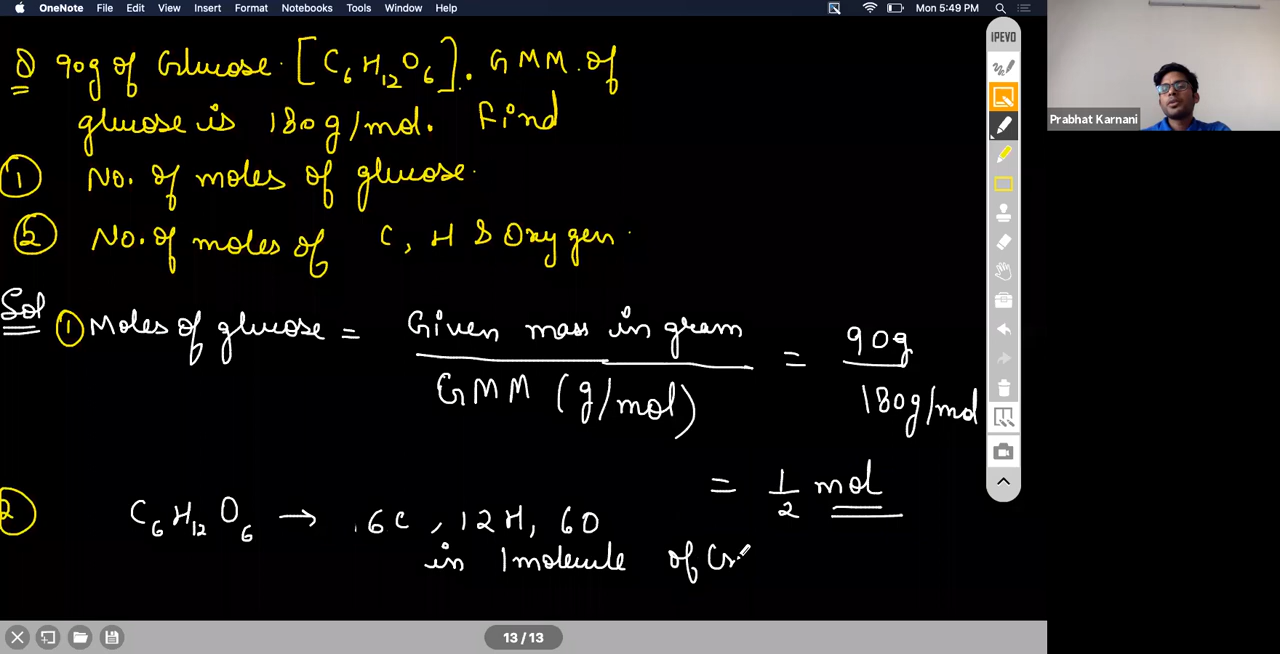 OneNote File Edit View Insert Format Notebooks Tools Window Help Mon 5:49 PM
IPEVO
Prabhat Karnani
Q 90g of Glucose. [C6H12O6]. GMM. of
glucose is 180g/mol. Find
① No. of moles of glucose.
② No. of moles of C, H & Oxygen.
Sol ① Moles of glucose = Given mass in gram / GMM (g/mol) = 90g / 180g/mol
= 1/2 mol
2 C6H12O6 → 6C, 12H, 6O
in 1molecule of
13 / 13